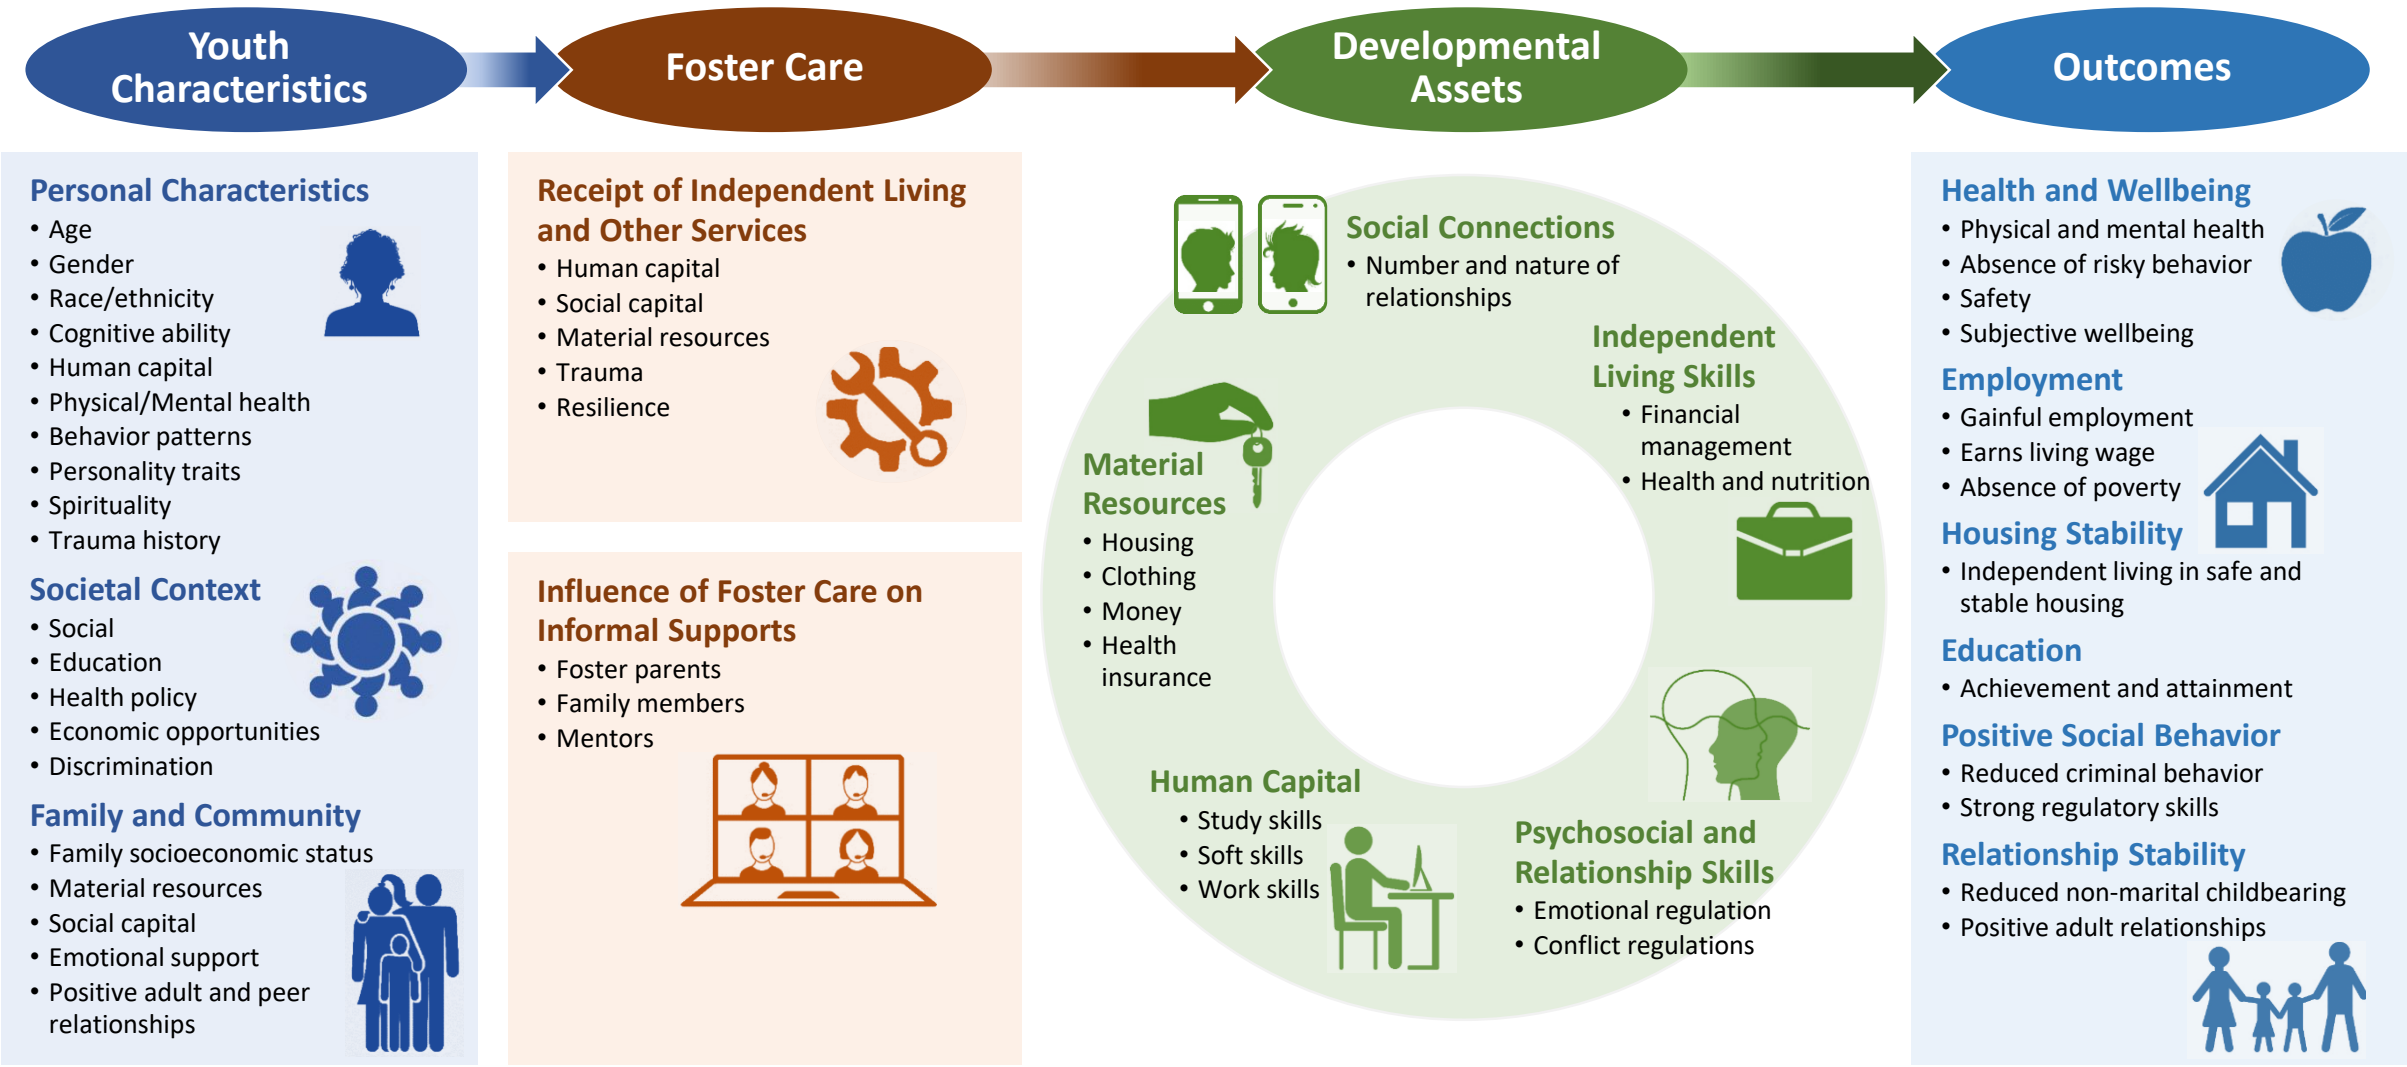 Youth
Characteristics
Foster Care
Developmental
Assets
Outcomes
Personal Characteristics
• Age
• Gender
• Race/ethnicity
• Cognitive ability
• Human capital
• Physical/Mental health
• Behavior patterns
• Personality traits
• Spirituality
• Trauma history
Societal Context
• Social
• Education
• Health policy
• Economic opportunities
• Discrimination
Family and Community
• Family socioeconomic status
• Material resources
• Social capital
• Emotional support
• Positive adult and peer
relationships
Receipt of Independent Living
and Other Services
• Human capital
• Social capital
• Material resources
• Trauma
• Resilience
Influence of Foster Care on
Informal Supports
• Foster parents
• Family members
• Mentors
Social Connections
• Number and nature of
relationships
Independent
Living Skills
• Financial
management
• Health and nutrition
Material
Resources
• Housing
• Clothing
• Money
• Health
insurance
Human Capital
• Study skills
• Soft skills
• Work skills
Psychosocial and
Relationship Skills
• Emotional regulation
• Conflict regulations
Health and Wellbeing
• Physical and mental health
• Absence of risky behavior
• Safety
• Subjective wellbeing
Employment
• Gainful employment
• Earns living wage
• Absence of poverty
Housing Stability
• Independent living in safe and
stable housing
Education
• Achievement and attainment
Positive Social Behavior
• Reduced criminal behavior
• Strong regulatory skills
Relationship Stability
• Reduced non-marital childbearing
• Positive adult relationships